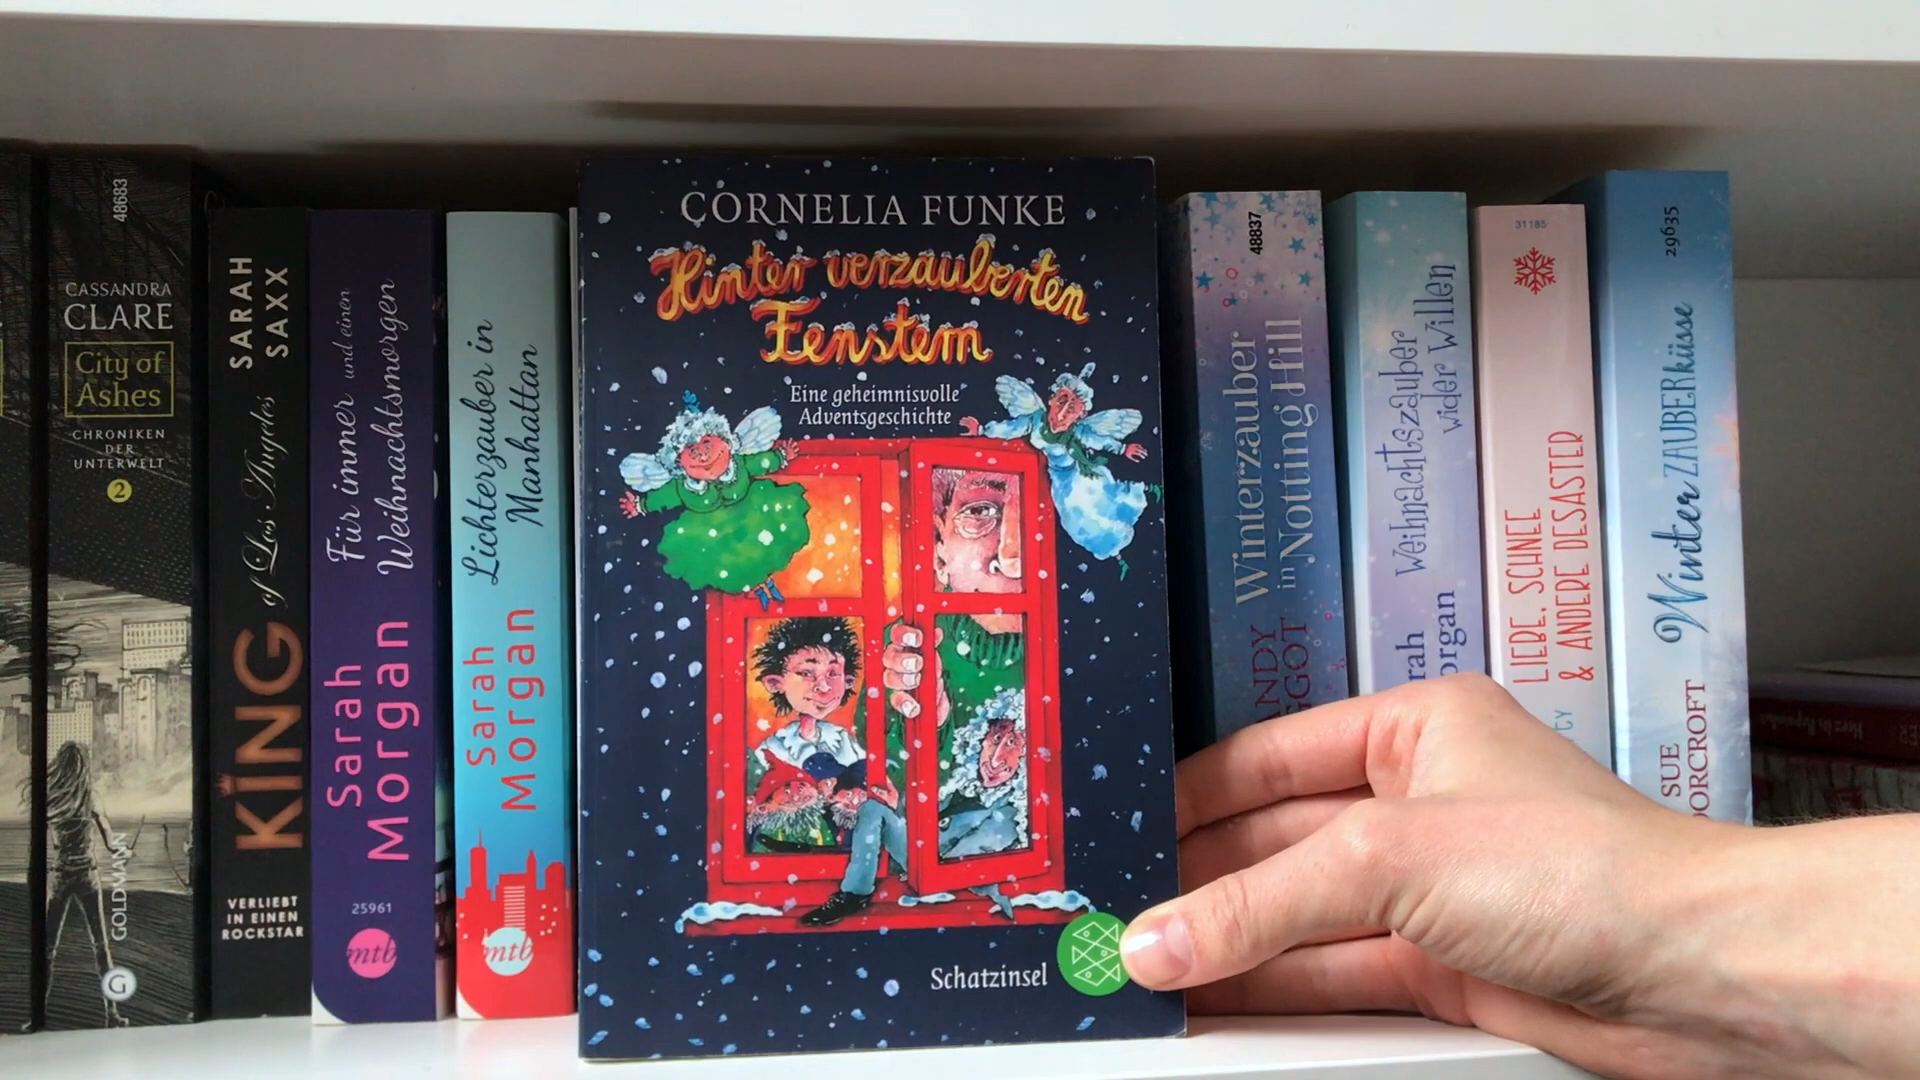 48683
CASSANDRA
CLARE
City of
Ashes
CHRONIKEN
DER
UNTERWELT
2
GOLDMANN
G
SARAH
SAXX
KING of Los Angeles
VERLIEBT
IN EINEN
ROCKSTAR
Sarah
Morgan
Für immer und einen
Weihnachtsmorgen
25961
mtb
Sarah
Morgan
Lichterzauber in
Manhattan
mtb
CORNELIA FUNKE
Hinter verzauberten
Fenstern
Eine geheimnisvolle
Adventsgeschichte
Schatzinsel
48837
Winterzauber
in Notting Hill
Weihnachtszauber
wider Willen
31185
LIEBE, SCHNEE
& ANDERE DESASTER
29635
Winter ZAUBERküsse
SUE